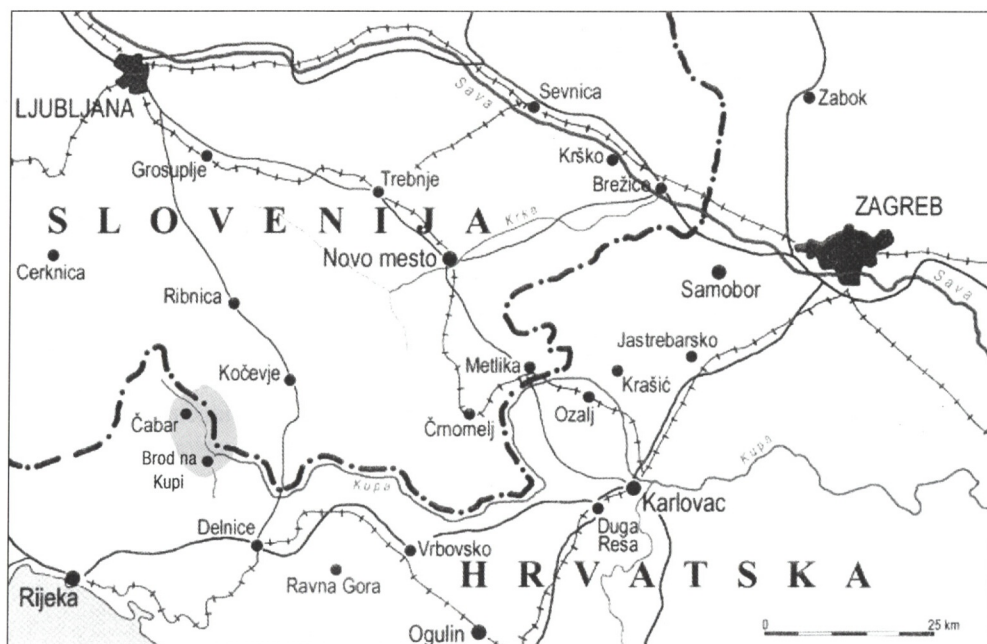 Sava
Sevnica
Zabok
LJUBLJANA
Grosuplje
Krško
Trebnje
Brežice
SLOVENIJA
Krka
ZAGREB
Novo mesto
Cerknica
Samobor
Sava
Ribnica
Jastrebarsko
Metlika
Krašić
Kočevje
Ozalj
Čabar
Črnomelj
Brod na
Kupi
Kupa
Kupa
Karlovac
Delnice
Duga
Resa
Vrbovsko
HRVATSKA
Ravna Gora
Rijeka
Ogulin
0
25 km